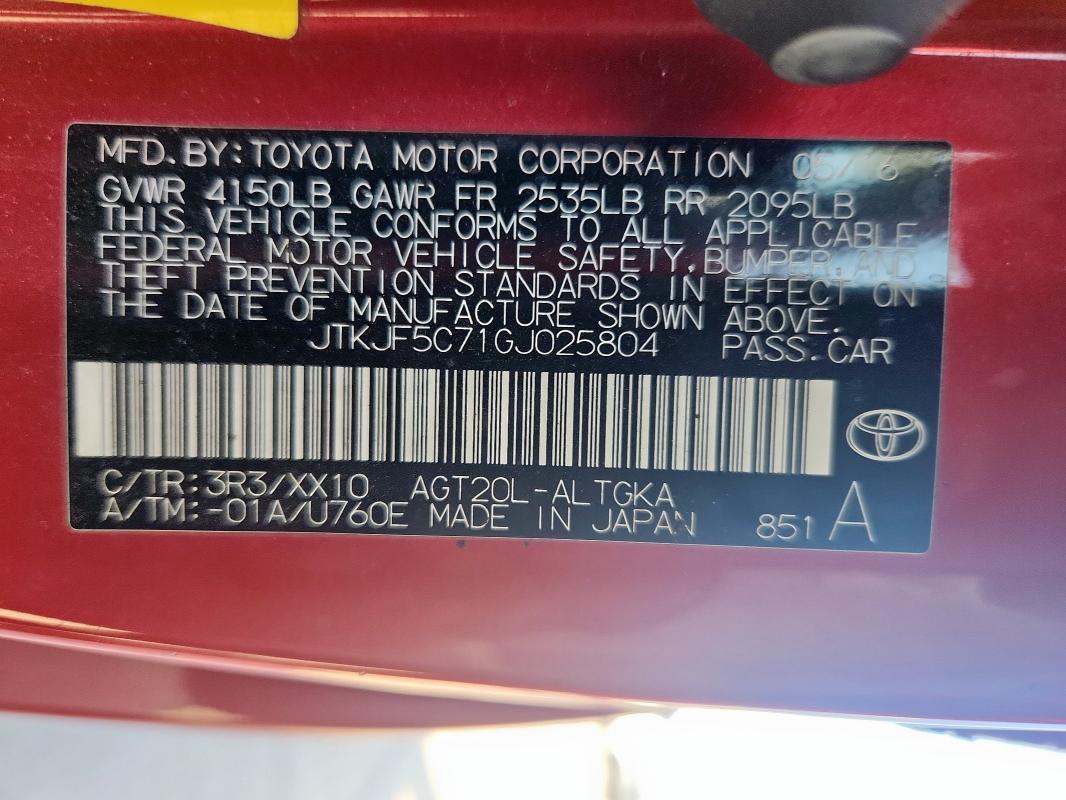 MFD. BY: TOYOTA MOTOR CORPORATION 05/16
GVWR 4150LB GAWR FR 2535LB RR 2095LB
THIS VEHICLE CONFORMS TO ALL APPLICABLE
FEDERAL MOTOR VEHICLE SAFETY, BUMPER, AND
THEFT PREVENTION STANDARDS IN EFFECT ON
THE DATE OF MANUFACTURE SHOWN ABOVE.
JTKJF5C71GJ025804 PASS. CAR
C/TR: 3R3/XX10 AGT20L-ALTGKA
A/TM: -01A/U760E MADE IN JAPAN 851 A